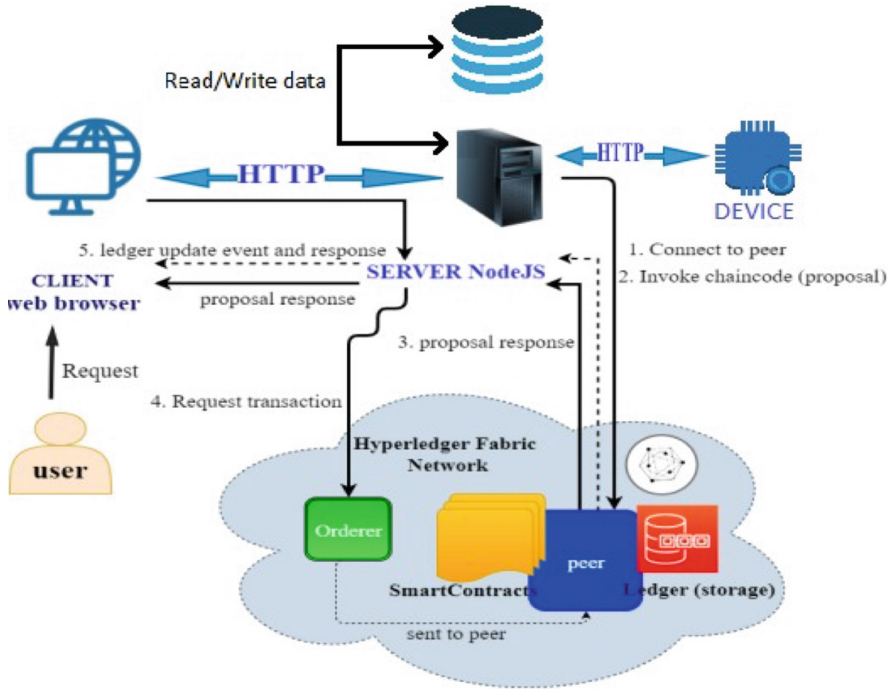 Read/Write data
HTTP
HTTP
DEVICE
5. ledger update event and response
1. Connect to peer
SERVER NodeJS
2. Invoke chaincode (proposal)
CLIENT
web browser
proposal response
3. proposal response
Request
4. Request transaction
user
Hyperledger Fabric
Network
Orderer
peer
SmartContracts
Ledger (storage)
sent to peer